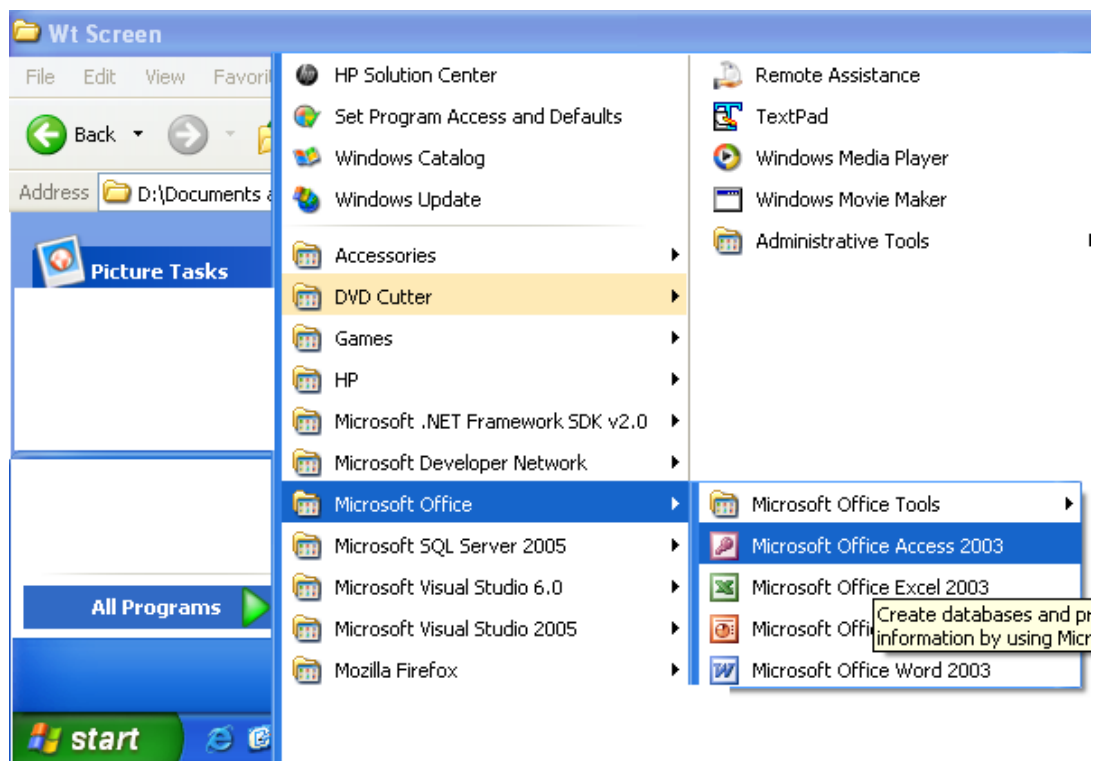 Wt Screen
File Edit View Favori
Back
Address D:\Documents a
Picture Tasks
All Programs
start
HP Solution Center
Set Program Access and Defaults
Windows Catalog
Windows Update
Accessories
DVD Cutter
Games
HP
Microsoft .NET Framework SDK v2.0
Microsoft Developer Network
Microsoft Office
Microsoft SQL Server 2005
Microsoft Visual Studio 6.0
Microsoft Visual Studio 2005
Mozilla Firefox
Remote Assistance
TextPad
Windows Media Player
Windows Movie Maker
Administrative Tools
Microsoft Office Tools
Microsoft Office Access 2003
Microsoft Office Excel 2003
Microsoft Offi
Microsoft Office Word 2003
Create databases and pr
information by using Micr